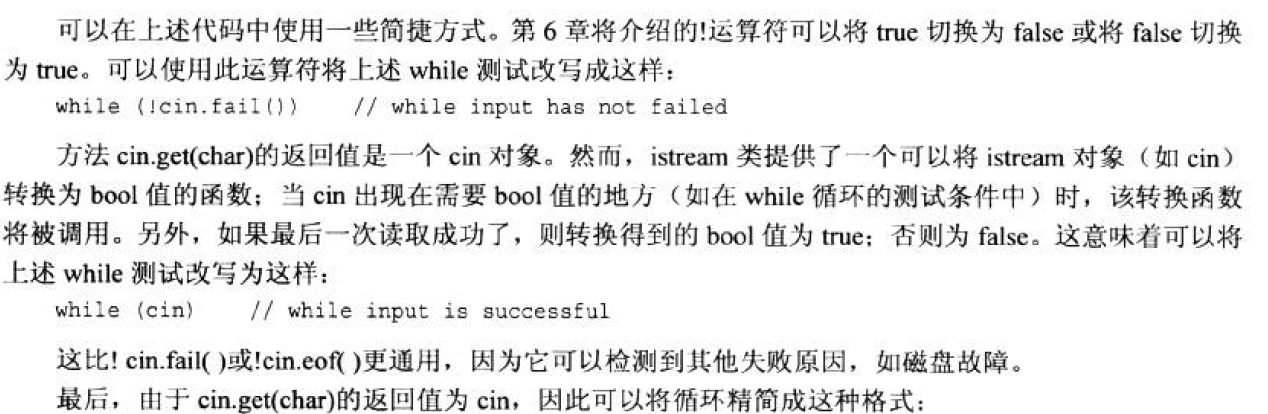 可以在上述代码中使用一些简捷方式。第 6 章将介绍的!运算符可以将 true 切换为 false 或将 false 切换
为 true。可以使用此运算符将上述 while 测试改写成这样：
while (!cin.fail())    // while input has not failed
方法 cin.get(char)的返回值是一个 cin 对象。然而，istream 类提供了一个可以将 istream 对象（如 cin）
转换为 bool 值的函数；当 cin 出现在需要 bool 值的地方（如在 while 循环的测试条件中）时，该转换函数
将被调用。另外，如果最后一次读取成功了，则转换得到的 bool 值为 true；否则为 false。这意味着可以将
上述 while 测试改写为这样：
while (cin)    // while input is successful
这比! cin.fail( )或!cin.eof( )更通用，因为它可以检测到其他失败原因，如磁盘故障。
最后，由于 cin.get(char)的返回值为 cin，因此可以将循环精简成这种格式：